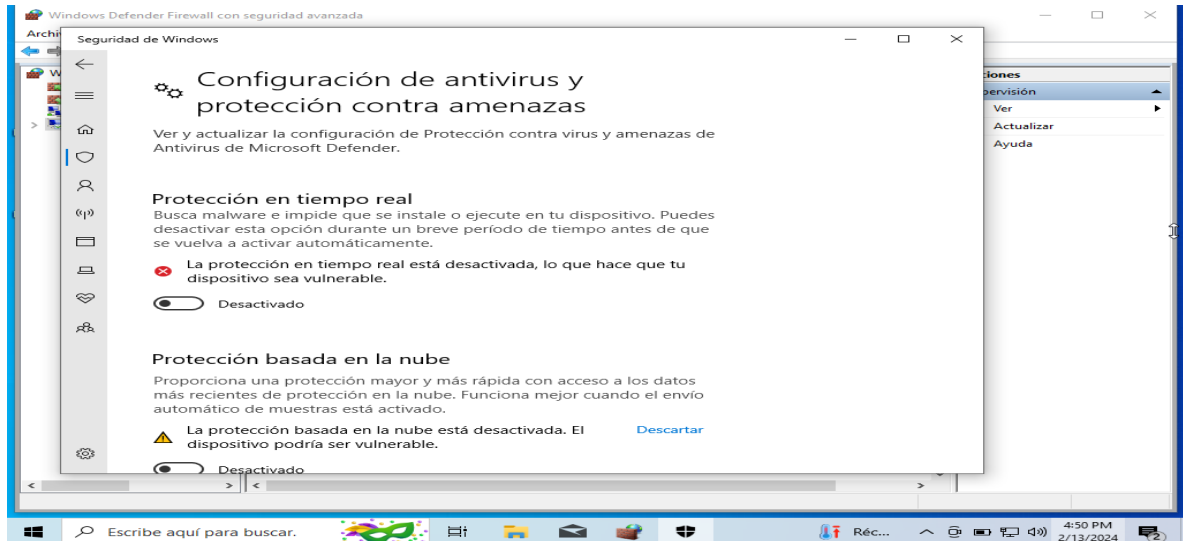 Windows Defender Firewall con seguridad avanzada
Archi
Seguridad de Windows
Configuración de antivirus y
protección contra amenazas
Ver y actualizar la configuración de Protección contra virus y amenazas de
Antivirus de Microsoft Defender.
Protección en tiempo real
Busca malware e impide que se instale o ejecute en tu dispositivo. Puedes
desactivar esta opción durante un breve período de tiempo antes de que
se vuelva a activar automáticamente.
La protección en tiempo real está desactivada, lo que hace que tu
dispositivo sea vulnerable.
Desactivado
Protección basada en la nube
Proporciona una protección mayor y más rápida con acceso a los datos
más recientes de protección en la nube. Funciona mejor cuando el envío
automático de muestras está activado.
La protección basada en la nube está desactivada. El
dispositivo podría ser vulnerable.
Descartar
Desactivado
W
ciones
pervisión
Ver
Actualizar
Ayuda
Escribe aquí para buscar.
Réc...
4:50 PM
2/13/2024
2